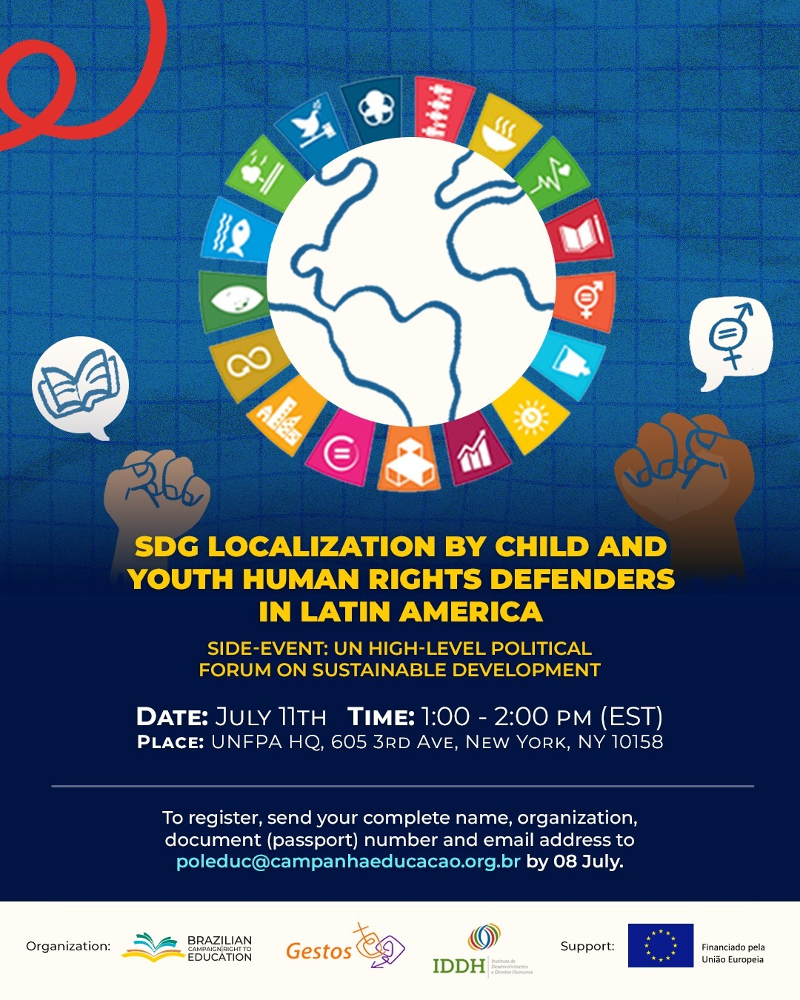 SDG LOCALIZATION BY CHILD AND
YOUTH HUMAN RIGHTS DEFENDERS
IN LATIN AMERICA
SIDE-EVENT: UN HIGH-LEVEL POLITICAL
FORUM ON SUSTAINABLE DEVELOPMENT
DATE: JULY 11TH TIME: 1:00 - 2:00 PM (EST)
PLACE: UNFPA HQ, 605 3RD AVE, NEW YORK, NY 10158
To register, send your complete name, organization,
document (passport) number and email address to
poleduc@campanhaeducacao.org.br by 08 July.
Organization:
BRAZILIAN
CAMPAIGN RIGHT TO
EDUCATION
Gestos
IDDH
Instituto de
Desenvolvimento
e Direitos Humanos
Support:
Financiado pela
União Europeia